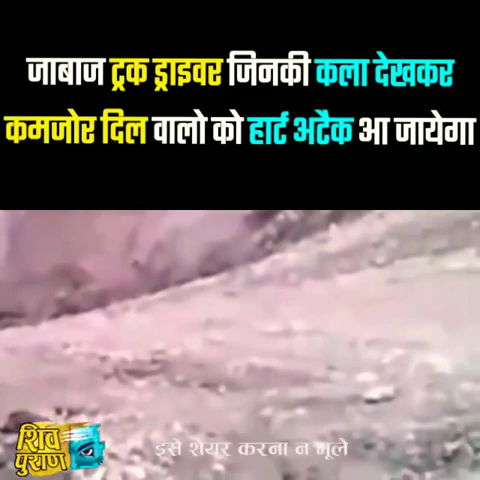 जाबाज ट्रक ड्राइवर जिनकी कला देखकर
कमजोर दिल वालो को हार्ट अटैक आ जायेगा
शिव
पुराण
इसे शेयर करना न भूले